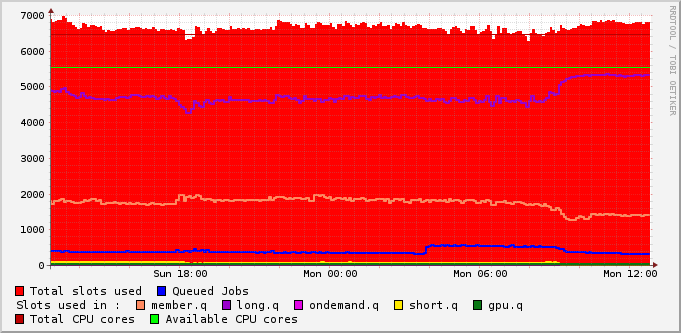 7000
6000
5000
4000
3000
2000
1000
0
Sun 18:00 Mon 00:00 Mon 06:00 Mon 12:00
RRDTOOL / TOBI OETIKER
Total slots used Queued Jobs
Slots used in : member.q long.q ondemand.q short.q gpu.q
Total CPU cores Available CPU cores